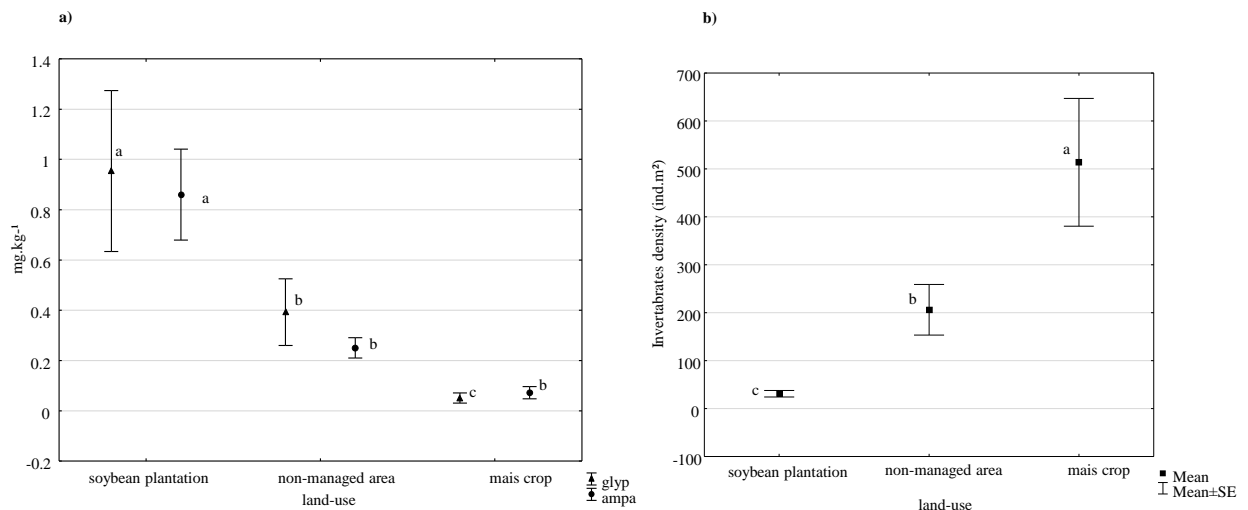 a)
1.4
1.2
1
0.8
0.6
0.4
0.2
0
-0.2
mg.kg-¹
a
a
b
b
c
b
soybean plantation
non-managed area
mais crop
land-use
glyp
ampa
b)
700
600
500
400
300
200
100
0
-100
Invertabrates density (ind.m²)
c
b
a
soybean plantation
non-managed area
mais crop
land-use
Mean
Mean±SE